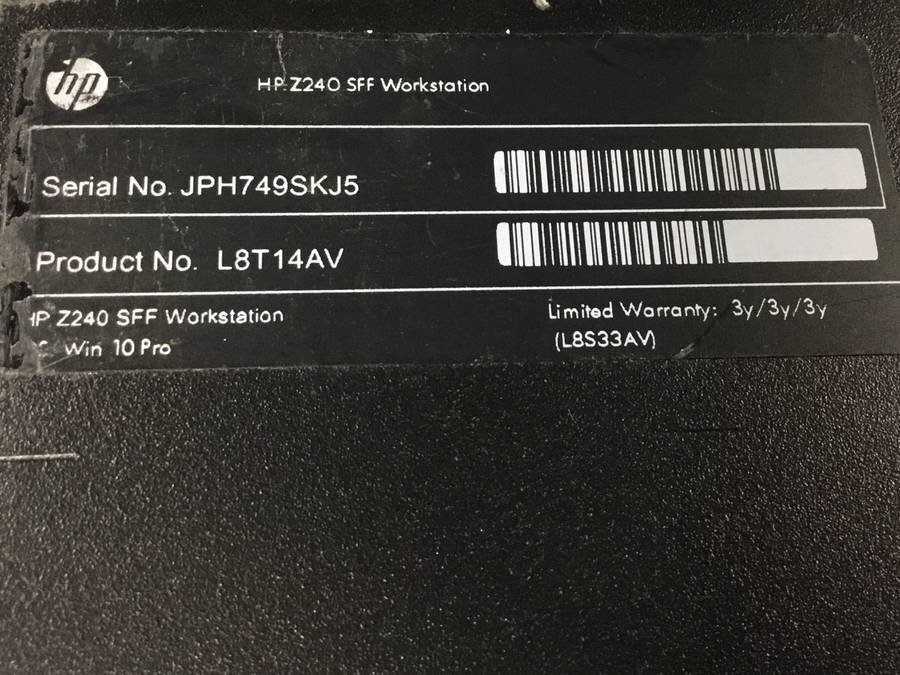 hp
HP Z240 SFF Workstation
Serial No. JPH749SKJ5
Product No. L8T14AV
HP Z240 SFF Workstation
Win 10 Pro
Limited Warranty: 3y/3y/3y
(L8S33AV)